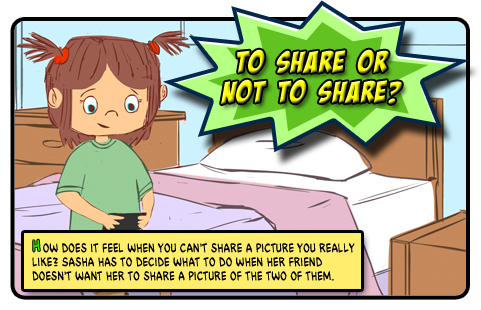 TO SHARE OR
NOT TO SHARE?
HOW DOES IT FEEL WHEN YOU CAN'T SHARE A PICTURE YOU REALLY
LIKE? SASHA HAS TO DECIDE WHAT TO DO WHEN HER FRIEND
DOESN'T WANT HER TO SHARE A PICTURE OF THE TWO OF THEM.